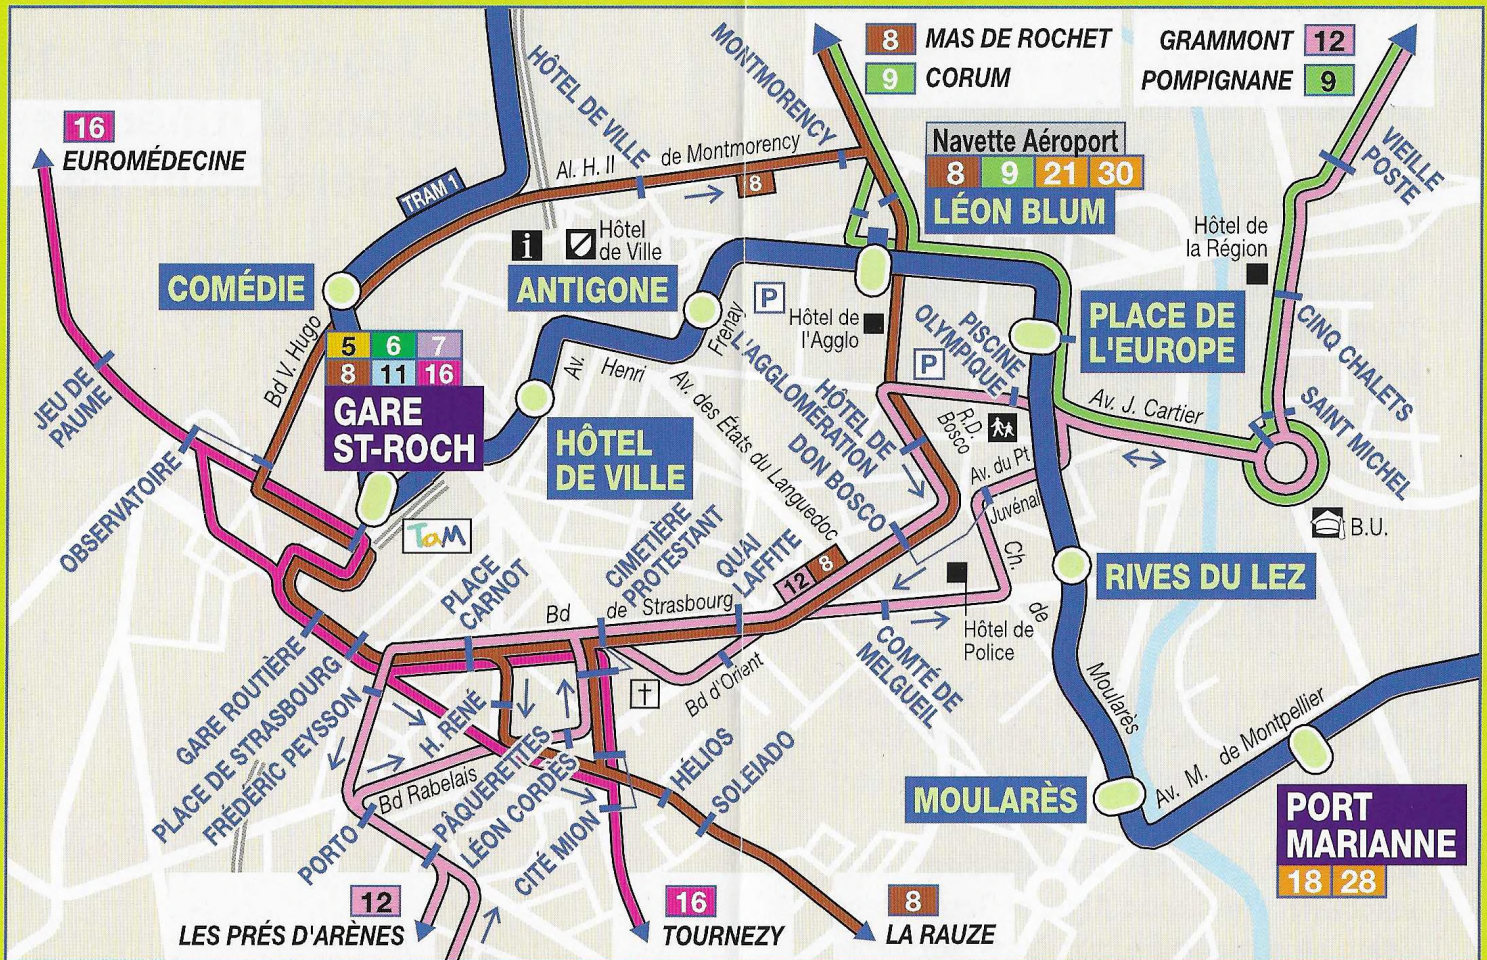 8 MAS DE ROCHET
9 CORUM
GRAMMONT 12
POMPIGNANE 9
16
EUROMÉDECINE
HÔTEL DE VILLE
MONTMORENCY
Al. H. II de Montmorency
8
TRAM 1
Navette Aéroport
8 9 21 30
LÉON BLUM
VIEILLE
POSTE
i
Hôtel
de Ville
Hôtel de
la Région
COMÉDIE
ANTIGONE
P
Hôtel de
l'Agglo
PLACE DE
L'EUROPE
CINQ CHALETS
SAINT MICHEL
Bd V. Hugo
5 6 7
8 11 16
GARE
ST-ROCH
Av. Henri Frenay
PISCINE
OLYMPIQUE
P
HÔTEL DE
L'AGGLOMÉRATION
Av. J. Cartier
JEU DE
PAUME
HÔTEL
DE VILLE
Av. des États du Languedoc
DON BOSCO
R.D.
Bosco
Av. du Pt
Juvénal
OBSERVATOIRE
TaM
B.U.
PLACE
CARNOT
CIMETIÈRE
PROTESTANT
QUAI
LAFFITE
12 8
Bd de Strasbourg
RIVES DU LEZ
Hôtel de
Police
Ch. de Moularès
COMTÉ DE
MELGUEIL
Bd d'Orient
GARE ROUTIÈRE
PLACE DE STRASBOURG
FRÉDÉRIC PEYSSON
H. RENÉ
Bd Rabelais
PORTO
PÂQUERETTES
LÉON CORDES
CITÉ MION
HÉLIOS
SOLEIADO
MOULARÈS
Av. M. de Montpellier
PORT
MARIANNE
18 28
12
LES PRÉS D'ARÈNES
16
TOURNEZY
8
LA RAUZE